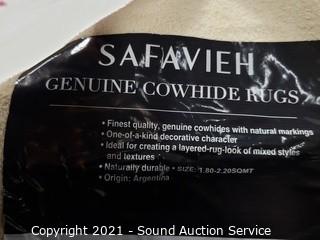 SAFAVIEH
GENUINE COWHIDE RUGS
• Finest quality, genuine cowhides with natural markings
• One-of-a-kind decorative character
• Ideal for creating a layered-rug-look of mixed styles
and textures
• Naturally durable • SIZE: 1.80-2.20SQMT
• Origin: Argentina
Copyright 2021 - Sound Auction Service